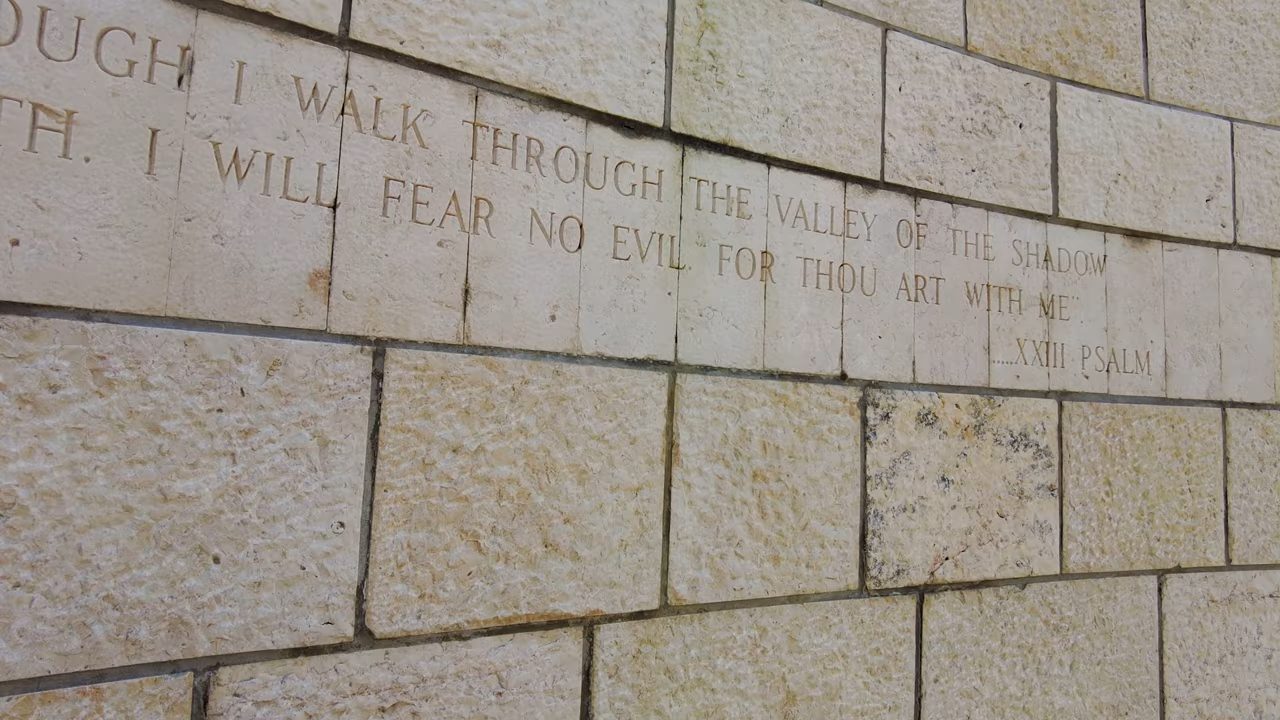 OUGH I WALK THROUGH THE VALLEY OF THE SHADOW
TH. I WILL FEAR NO EVIL. FOR THOU ART WITH ME".
.....XXIII PSALM